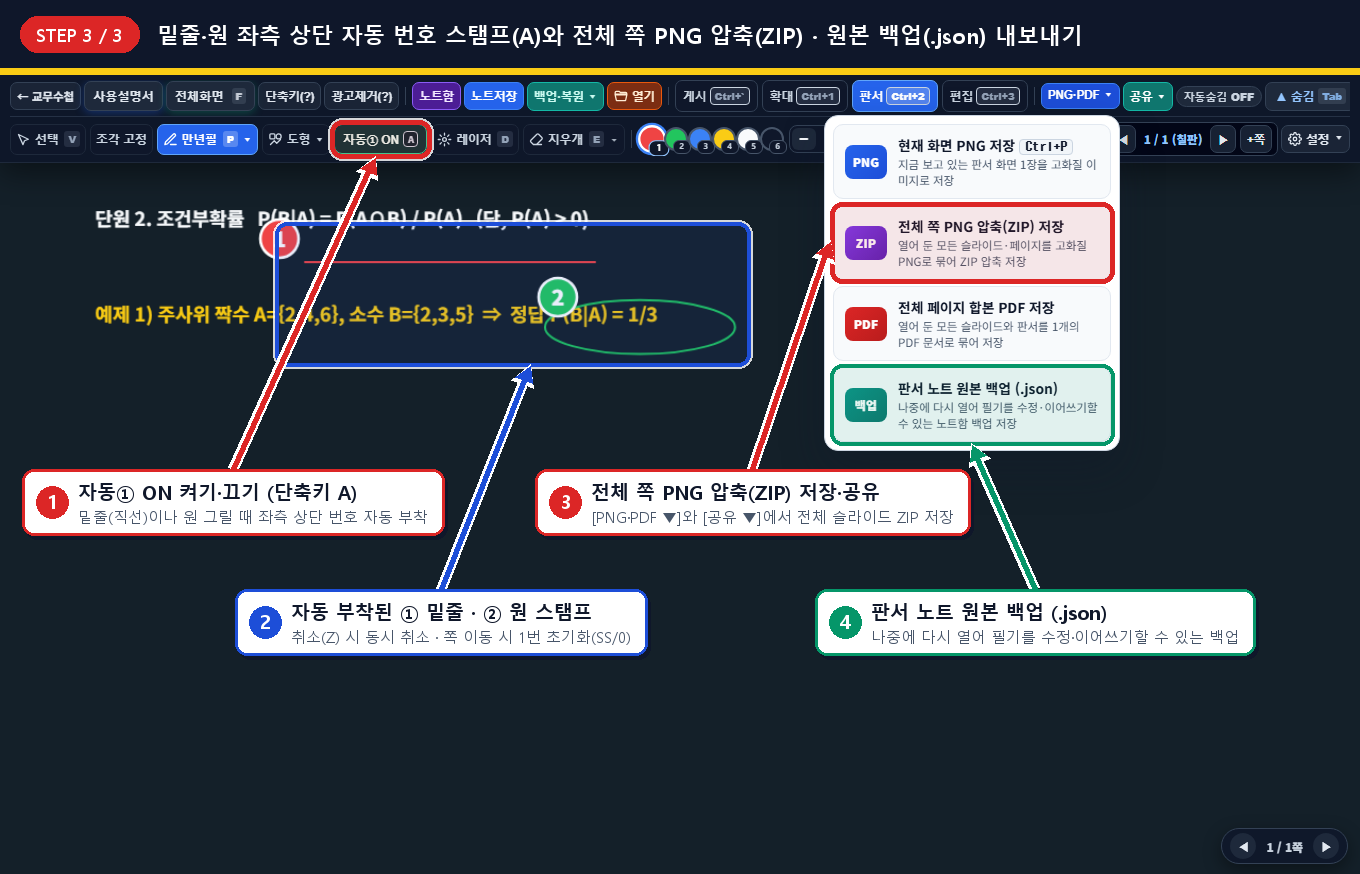 STEP 3 / 3 밑줄·원 좌측 상단 자동 번호 스탬프(A)와 전체 쪽 PNG 압축(ZIP) · 원본 백업(.json) 내보내기
← 교무수첩 사용설명서 전체화면 F 단축키(?) 광고제거(?) 노트함 노트저장 백업·복원 ▾ 열기 게시 Ctrl+` 확대 Ctrl+1 판서 Ctrl+2 편집 Ctrl+3 PNG·PDF ▾ 공유 ▾ 자동숨김 OFF ▲ 숨김 Tab
선택 V 조각 고정 만년필 P ▾ 도형 ▾ 자동① ON A 레이저 D 지우개 E ▾ 1 2 3 4 5 6 − ◀ 1 / 1 (칠판) ▶ +쪽 설정 ▾
PNG 현재 화면 PNG 저장 Ctrl+P
지금 보고 있는 판서 화면 1장을 고화질 이
미지로 저장
ZIP 전체 쪽 PNG 압축(ZIP) 저장
열어 둔 모든 슬라이드·페이지를 고화질
PNG로 묶어 ZIP 압축 저장
PDF 전체 페이지 합본 PDF 저장
열어 둔 모든 슬라이드와 판서를 1개의
PDF 문서로 묶어 저장
백업 판서 노트 원본 백업 (.json)
나중에 다시 열어 필기를 수정·이어쓰기할
수 있는 노트함 백업 저장
단원 2. 조건부확률 P(B|A) = P(A∩B) / P(A) (단, P(A) > 0)
1
2
예제 1) 주사위 짝수 A={2,4,6}, 소수 B={2,3,5} ⇒ 정답 P(B|A) = 1/3
1 자동① ON 켜기·끄기 (단축키 A)
밑줄(직선)이나 원 그릴 때 좌측 상단 번호 자동 부착
3 전체 쪽 PNG 압축(ZIP) 저장·공유
[PNG·PDF ▼]와 [공유 ▼]에서 전체 슬라이드 ZIP 저장
2 자동 부착된 ① 밑줄 · ② 원 스탬프
취소(Z) 시 동시 취소 · 쪽 이동 시 1번 초기화(SS/0)
4 판서 노트 원본 백업 (.json)
나중에 다시 열어 필기를 수정·이어쓰기할 수 있는 백업
◀ 1 / 1쪽 ▶